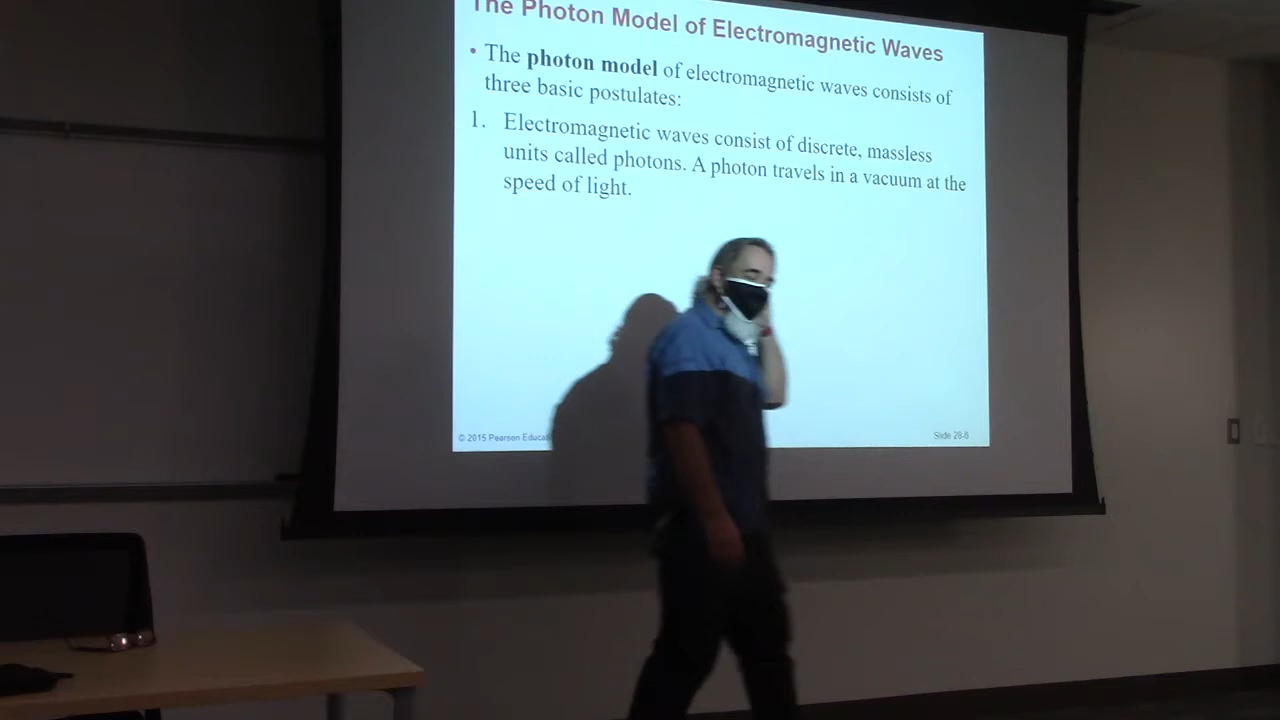 The Photon Model of Electromagnetic Waves
• The photon model of electromagnetic waves consists of
three basic postulates:
1. Electromagnetic waves consist of discrete, massless
units called photons. A photon travels in a vacuum at the
speed of light.
© 2015 Pearson Educat
Slide 28-8